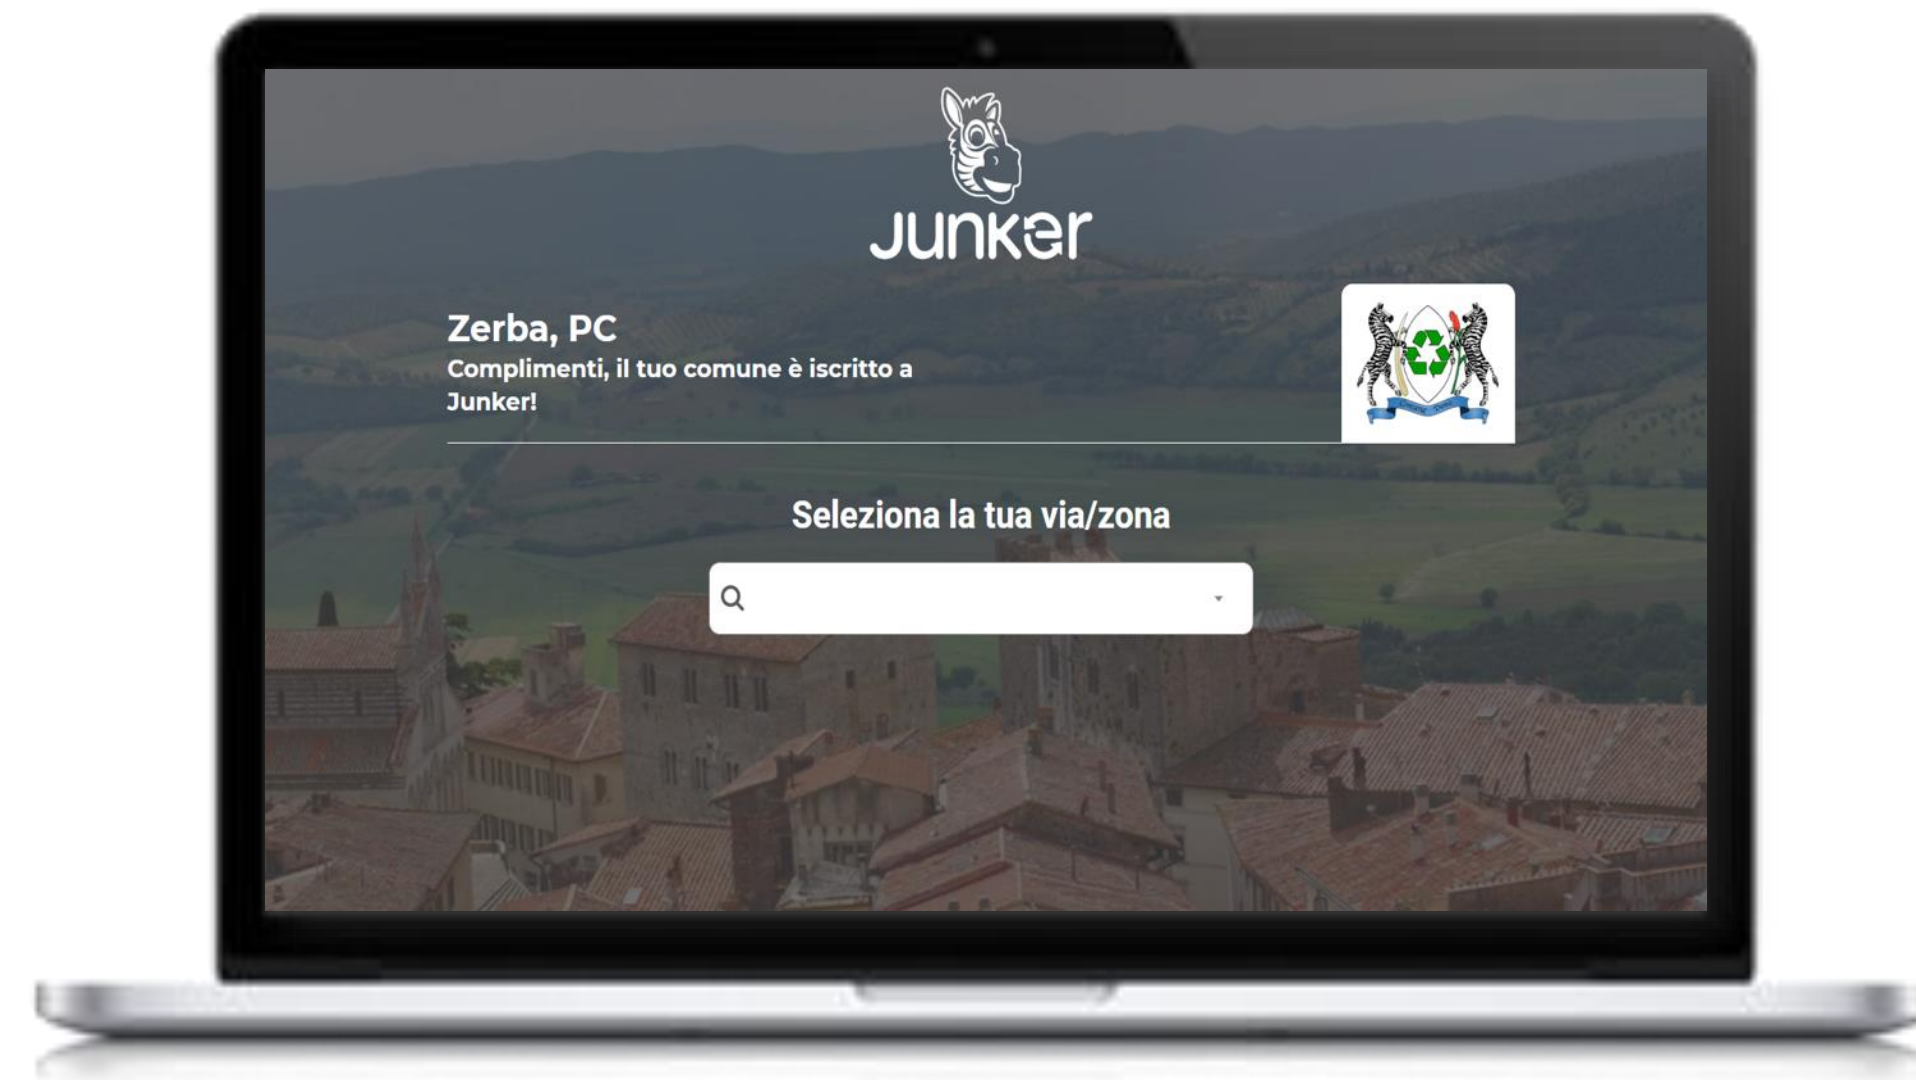 Junker
Zerba, PC
Complimenti, il tuo comune è iscritto a
Junker!
Seleziona la tua via/zona